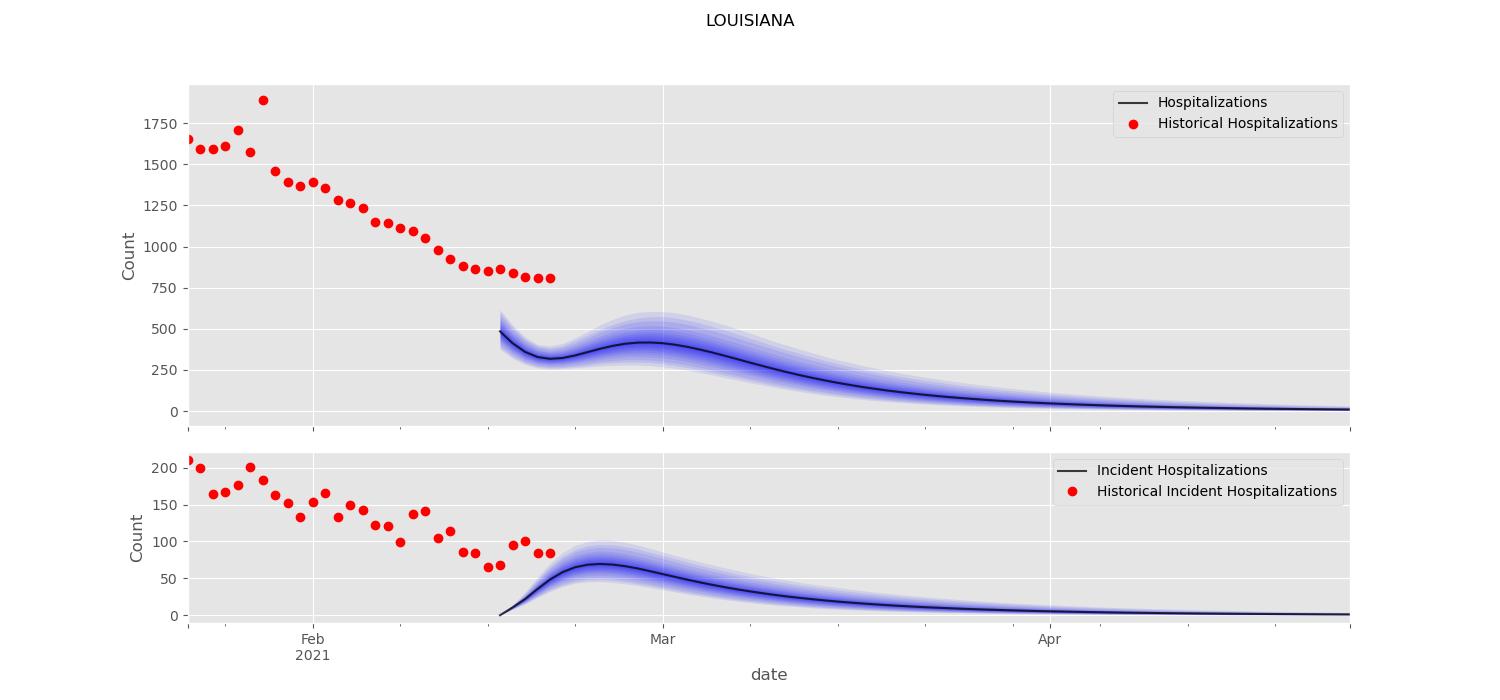 LOUISIANA
Hospitalizations
Historical Hospitalizations
1750
1500
1250
1000
750
500
250
0
Count
Incident Hospitalizations
Historical Incident Hospitalizations
200
150
100
50
0
Count
Feb
2021
Mar
Apr
date